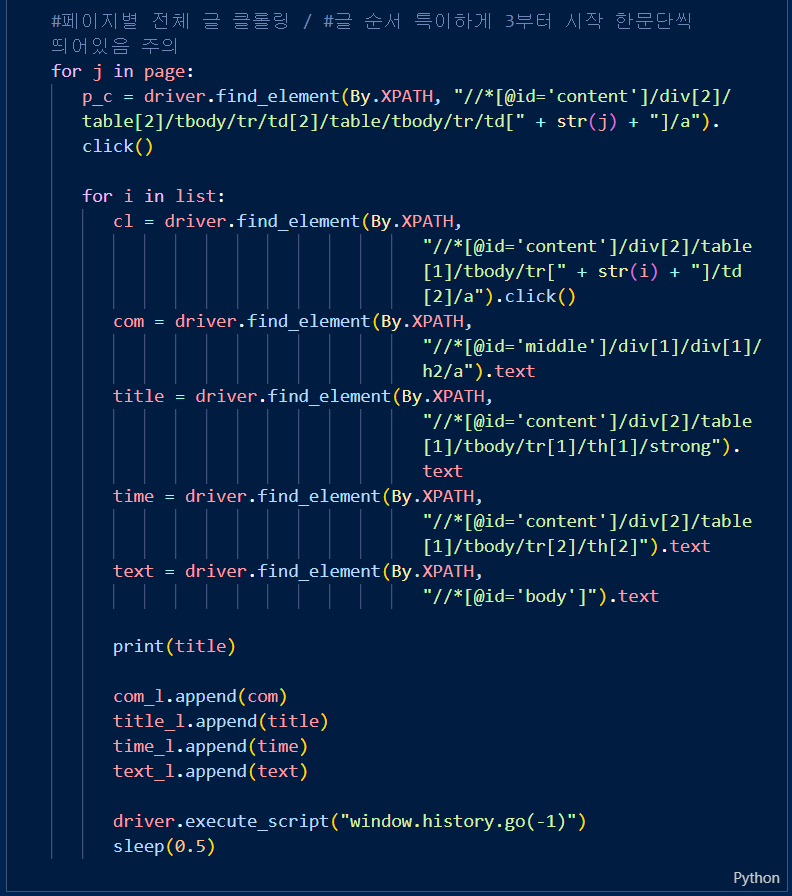 #페이지별 전체 글 클롤링 / #글 순서 특이하게 3부터 시작 한문단씩
띄어있음 주의
for j in page:
p_c = driver.find_element(By.XPATH, "//*[@id='content']/div[2]/
table[2]/tbody/tr/td[2]/table/tbody/tr/td[" + str(j) + "]/a").
click()
for i in list:
cl = driver.find_element(By.XPATH,
"//*[@id='content']/div[2]/table
[1]/tbody/tr[" + str(i) + "]/td
[2]/a").click()
com = driver.find_element(By.XPATH,
"//*[@id='middle']/div[1]/div[1]/
h2/a").text
title = driver.find_element(By.XPATH,
"//*[@id='content']/div[2]/table
[1]/tbody/tr[1]/th[1]/strong").
text
time = driver.find_element(By.XPATH,
"//*[@id='content']/div[2]/table
[1]/tbody/tr[2]/th[2]").text
text = driver.find_element(By.XPATH,
"//*[@id='body']").text
print(title)
com_l.append(com)
title_l.append(title)
time_l.append(time)
text_l.append(text)
driver.execute_script("window.history.go(-1)")
sleep(0.5)
Python